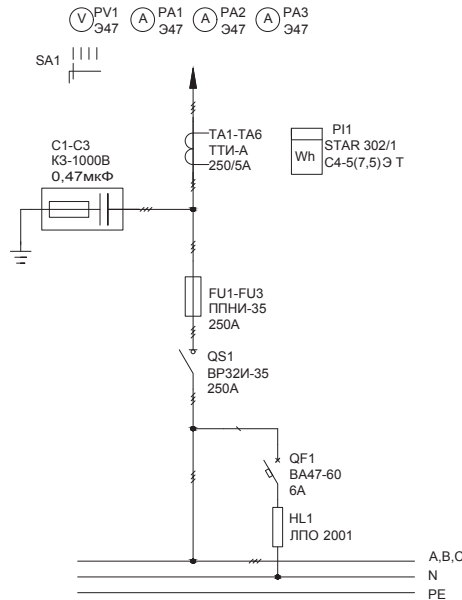 V PV1 A PA1 A PA2 A PA3
Э47 Э47 Э47 Э47
SA1
TA1-TA6
ТТИ-А
250/5А
PI1
STAR 302/1
C4-5(7,5)Э Т
Wh
C1-C3
КЗ-1000В
0,47мкФ
FU1-FU3
ППНИ-35
250А
QS1
ВР32И-35
250А
QF1
ВА47-60
6А
HL1
ЛПО 2001
A,B,C
N
PE